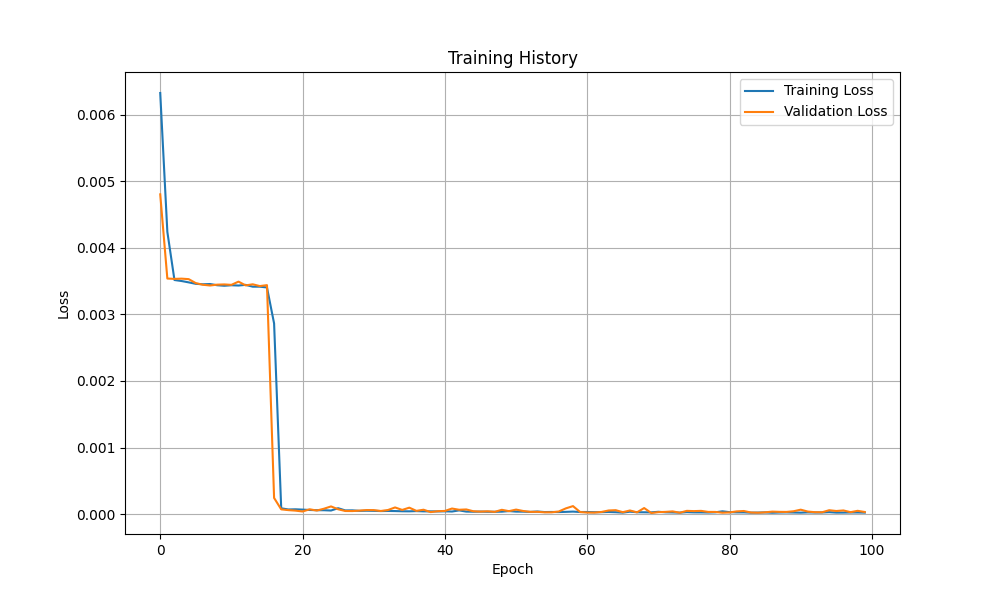 Training History
Training Loss
Validation Loss
0.006
0.005
0.004
0.003
0.002
0.001
0.000
Loss
0 20 40 60 80 100
Epoch